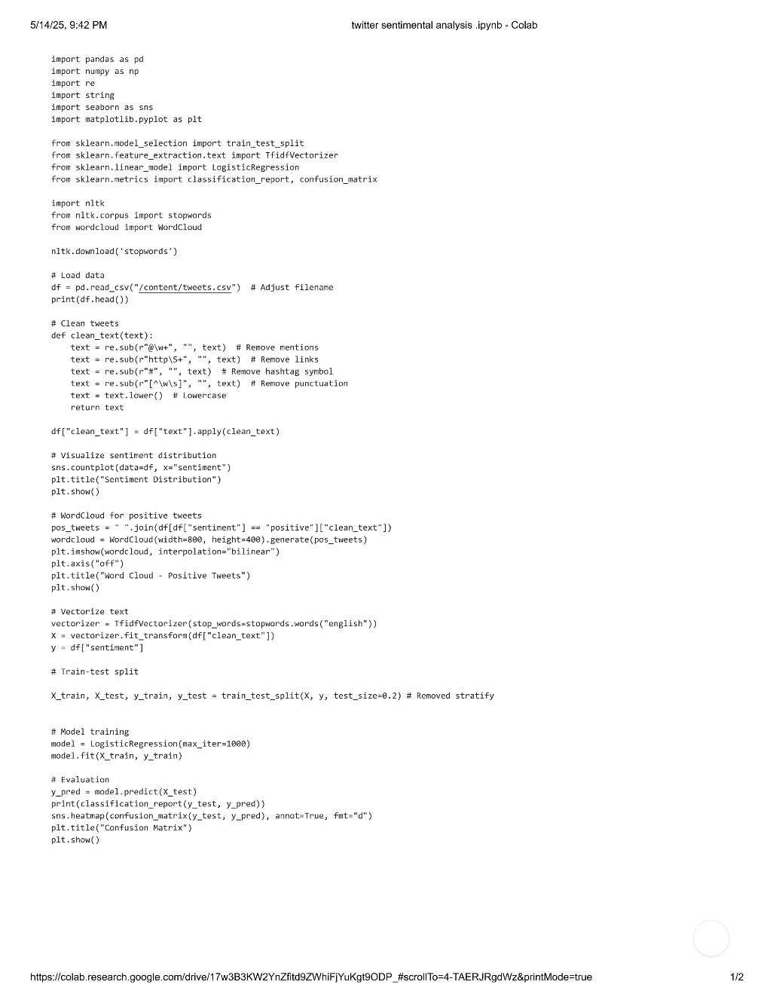 5/14/25, 9:42 PM
twitter sentimental analysis .ipynb - Colab
import pandas as pd
import numpy as np
import re
import string
import seaborn as sns
import matplotlib.pyplot as plt
from sklearn.model_selection import train_test_split
from sklearn.feature_extraction.text import TfidfVectorizer
from sklearn.linear_model import LogisticRegression
from sklearn.metrics import classification_report, confusion_matrix
import nltk
from nltk.corpus import stopwords
from wordcloud import WordCloud
nltk.download('stopwords')
# Load data
df = pd.read_csv("/content/tweets.csv")  # Adjust filename
print(df.head())
# Clean tweets
def clean_text(text):
    text = re.sub(r"@\w+", "", text)  # Remove mentions
    text = re.sub(r"http\S+", "", text)  # Remove links
    text = re.sub(r"#", "", text)  # Remove hashtag symbol
    text = re.sub(r"[^\w\s]", "", text)  # Remove punctuation
    text = text.lower()  # Lowercase
    return text
df["clean_text"] = df["text"].apply(clean_text)
# Visualize sentiment distribution
sns.countplot(data=df, x="sentiment")
plt.title("Sentiment Distribution")
plt.show()
# WordCloud for positive tweets
pos_tweets = " ".join(df[df["sentiment"] == "positive"]["clean_text"])
wordcloud = WordCloud(width=800, height=400).generate(pos_tweets)
plt.imshow(wordcloud, interpolation="bilinear")
plt.axis("off")
plt.title("Word Cloud - Positive Tweets")
plt.show()
# Vectorize text
vectorizer = TfidfVectorizer(stop_words=stopwords.words("english"))
X = vectorizer.fit_transform(df["clean_text"])
y = df["sentiment"]
# Train-test split
X_train, X_test, y_train, y_test = train_test_split(X, y, test_size=0.2) # Removed stratify
# Model training
model = LogisticRegression(max_iter=1000)
model.fit(X_train, y_train)
# Evaluation
y_pred = model.predict(X_test)
print(classification_report(y_test, y_pred))
sns.heatmap(confusion_matrix(y_test, y_pred), annot=True, fmt="d")
plt.title("Confusion Matrix")
plt.show()
https://colab.research.google.com/drive/17w3B3KW2YnZfitd9ZWhiFjYuKgt9ODP_#scrollTo=4-TAERJRgdWz&printMode=true
1/2